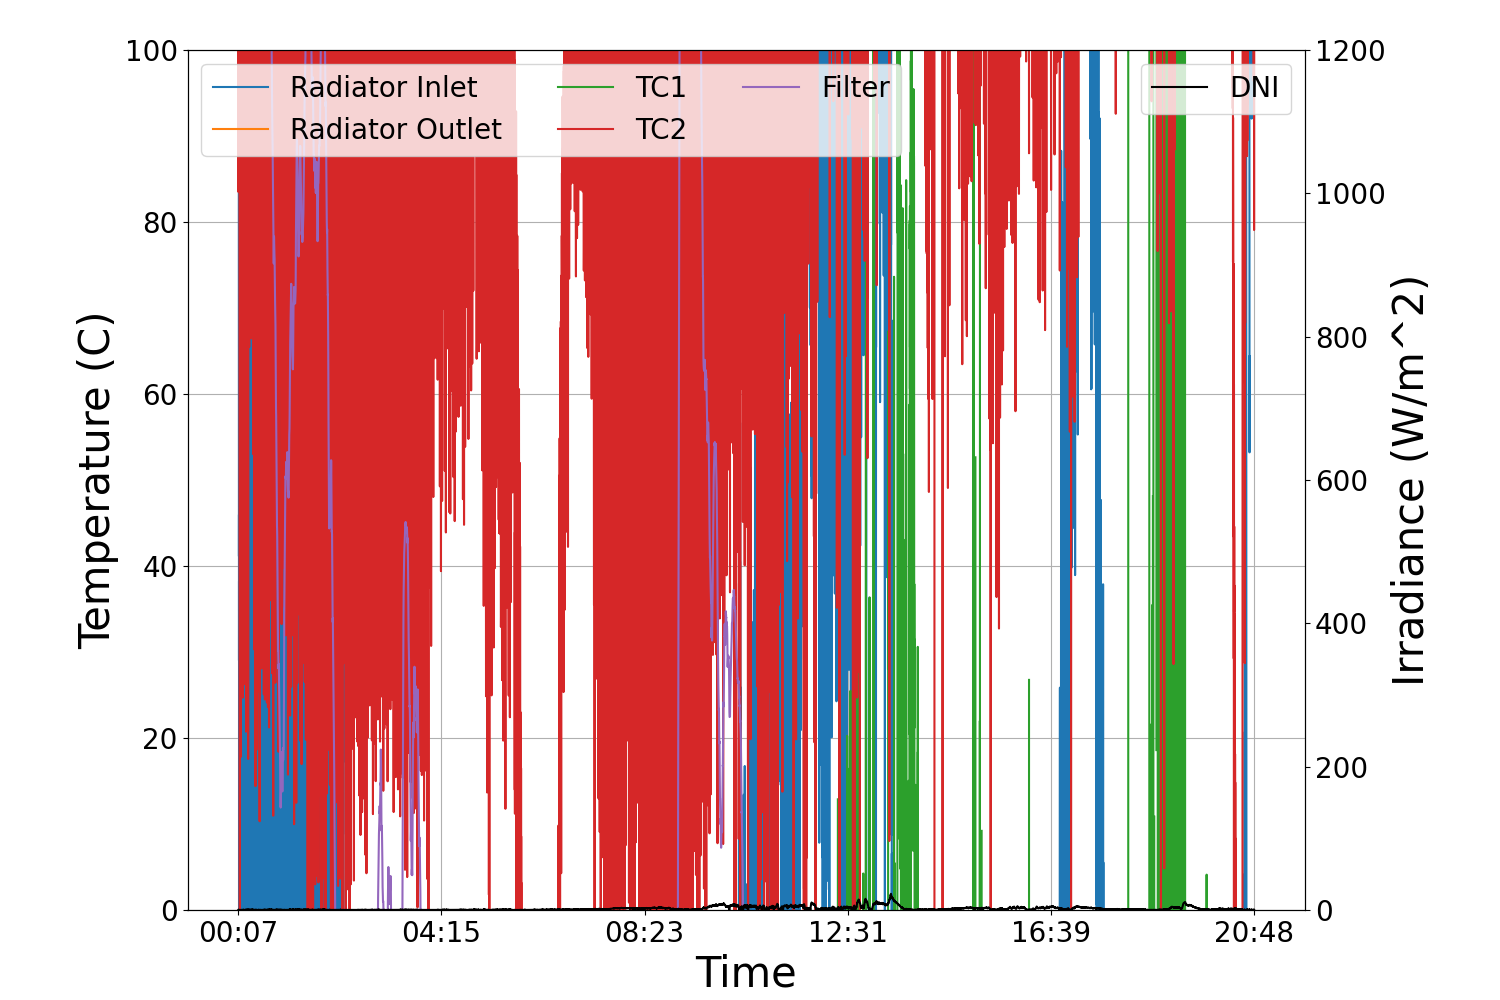 100
80
60
40
20
0
Temperature (C)
Radiator Inlet
Radiator Outlet
TC1
TC2
Filter
DNI
1200
1000
800
600
400
200
0
Irradiance (W/m^2)
00:07
04:15
08:23
12:31
16:39
20:48
Time